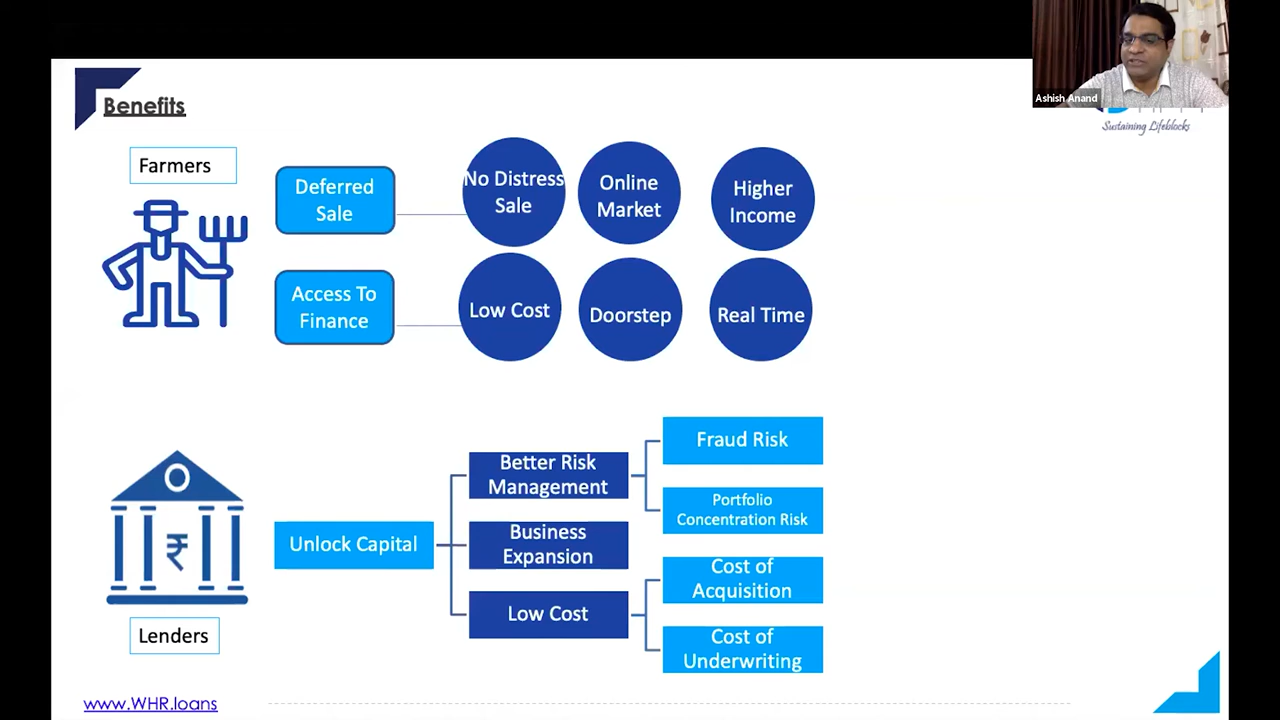 Ashish Anand
Benefits
Sustaining Lifeblocks
Farmers
Deferred
Sale
No Distress
Sale
Online
Market
Higher
Income
Access To
Finance
Low Cost
Doorstep
Real Time
Fraud Risk
Better Risk
Management
Portfolio
Concentration Risk
Unlock Capital
Business
Expansion
Cost of
Acquisition
Low Cost
Cost of
Underwriting
Lenders
www.WHR.loans